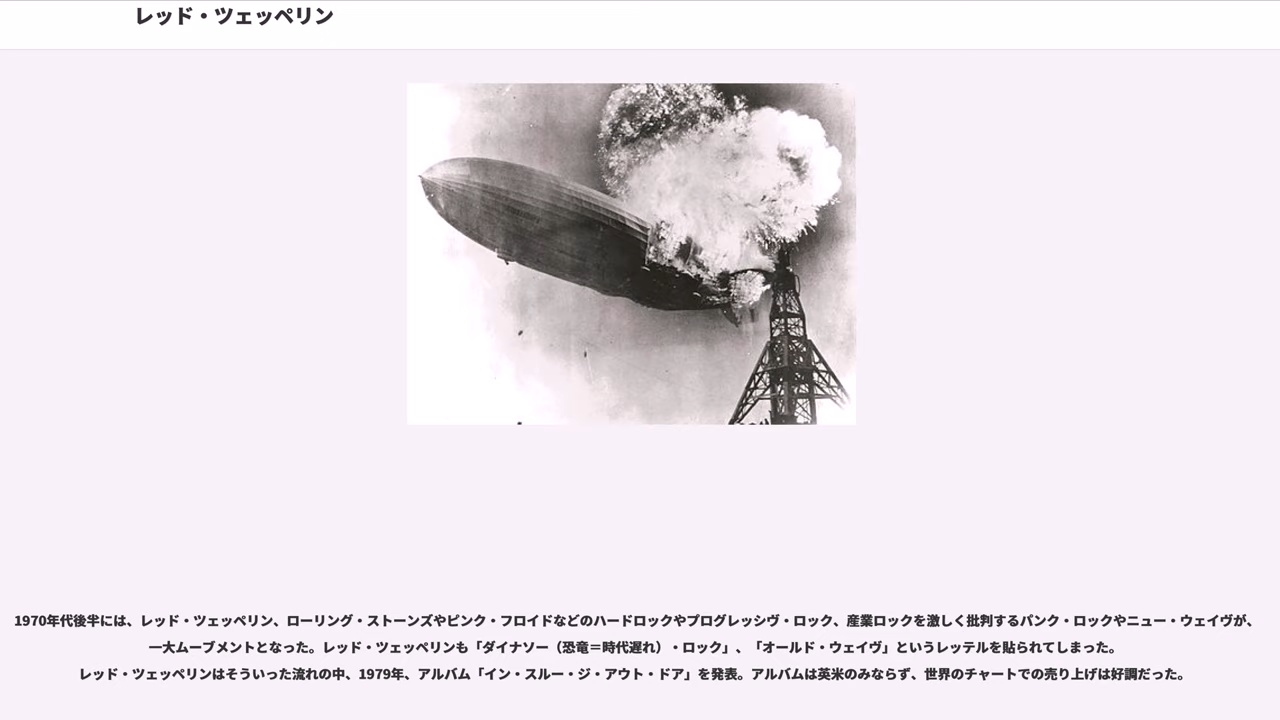 レッド・ツェッペリン
1970年代後半には、レッド・ツェッペリン、ローリング・ストーンズやピンク・フロイドなどのハードロックやプログレッシヴ・ロック、産業ロックを激しく批判するパンク・ロックやニュー・ウェイヴが、
一大ムーブメントとなった。レッド・ツェッペリンも「ダイナソー（恐竜＝時代遅れ）・ロック」、「オールド・ウェイヴ」というレッテルを貼られてしまった。
レッド・ツェッペリンはそういった流れの中、1979年、アルバム「イン・スルー・ジ・アウト・ドア」を発表。アルバムは英米のみならず、世界のチャートでの売り上げは好調だった。